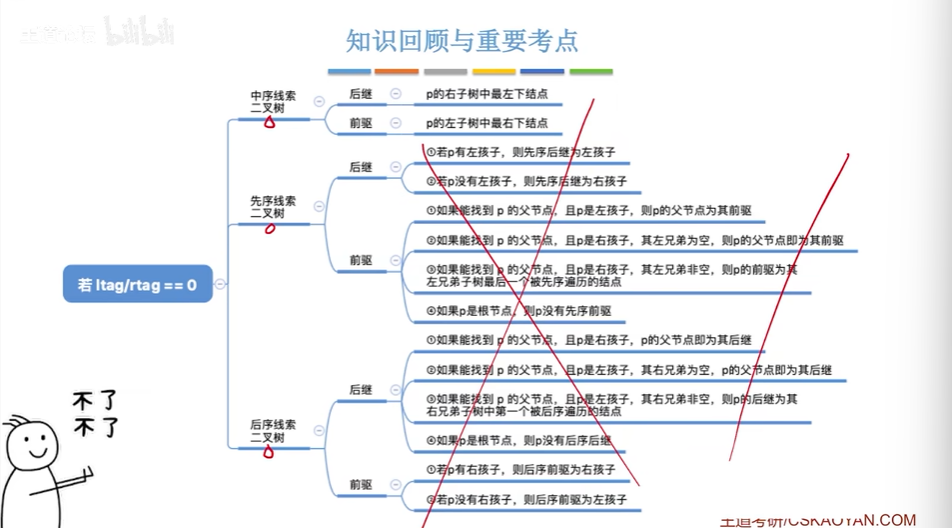 bilibili
知识回顾与重要考点
中序线索
二叉树
后继
p的右子树中最左下结点
前驱
p的左子树中最右下结点
先序线索
二叉树
后继
①若p有左孩子，则先序后继为左孩子
②若p没有左孩子，则先序后继为右孩子
前驱
①如果能找到 p 的父节点，且p是左孩子，则p的父节点为其前驱
②如果能找到 p 的父节点，且p是右孩子，其左兄弟为空，则p的父节点即为其前驱
③如果能找到 p 的父节点，且p是右孩子，其左兄弟非空，则p的前驱为其
左兄弟子树最后一个被先序遍历的结点
④如果p是根节点，则p没有先序前驱
若 ltag/rtag == 0
后序线索
二叉树
后继
①如果能找到 p 的父节点，且p是右孩子，p的父节点即为其后继
②如果能找到 p 的父节点，且p是左孩子，其右兄弟为空，p的父节点即为其后继
③如果能找到 p 的父节点，且p是左孩子，其右兄弟非空，则p的后继为其
右兄弟子树中第一个被后序遍历的结点
④如果p是根节点，则p没有后序后继
前驱
①若p有右孩子，则后序前驱为右孩子
②若p没有右孩子，则后序前驱为左孩子
不了
不了
王道考研/CSKAOYAN.COM